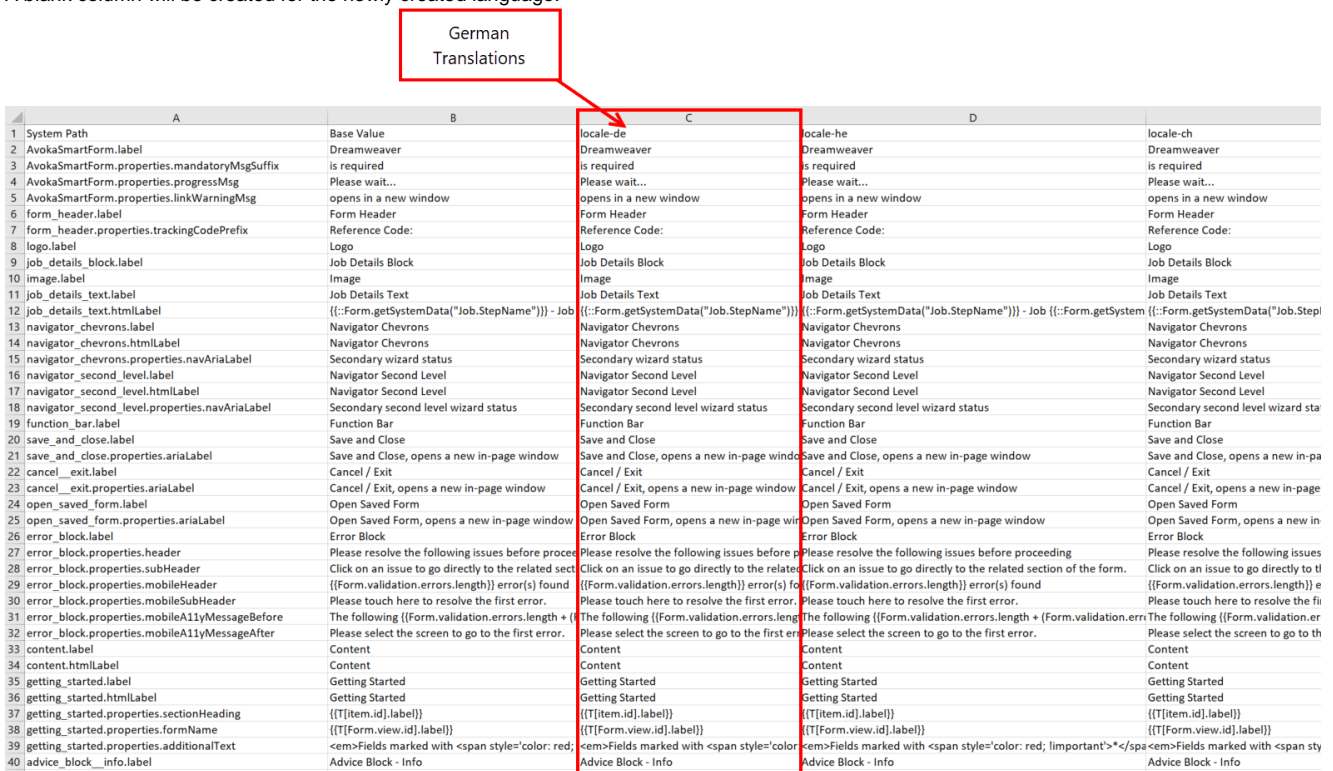 A blank column will be created for the newly created language.
German
Translations
A B C D
1 System Path Base Value locale-de locale-he locale-ch
2 AvokaSmartForm.label Dreamweaver Dreamweaver Dreamweaver Dreamweaver
3 AvokaSmartForm.properties.mandatoryMsgSuffix is required is required is required is required
4 AvokaSmartForm.properties.progressMsg Please wait... Please wait... Please wait... Please wait...
5 AvokaSmartForm.properties.linkWarningMsg opens in a new window opens in a new window opens in a new window opens in a new window
6 form_header.label Form Header Form Header Form Header Form Header
7 form_header.properties.trackingCodePrefix Reference Code: Reference Code: Reference Code: Reference Code:
8 logo.label Logo Logo Logo Logo
9 job_details_block.label Job Details Block Job Details Block Job Details Block Job Details Block
10 image.label Image Image Image Image
11 job_details_text.label Job Details Text Job Details Text Job Details Text Job Details Text
12 job_details_text.htmlLabel {{::Form.getSystemData("Job.StepName")}} - Job {{::Form.getSystemData("Job.StepName")}} {{::Form.getSystemData("Job.StepName")}} - Job {{::Form.getSystem {{::Form.getSystemData("Job.Step
13 navigator_chevrons.label Navigator Chevrons Navigator Chevrons Navigator Chevrons Navigator Chevrons
14 navigator_chevrons.htmlLabel Navigator Chevrons Navigator Chevrons Navigator Chevrons Navigator Chevrons
15 navigator_chevrons.properties.navAriaLabel Secondary wizard status Secondary wizard status Secondary wizard status Secondary wizard status
16 navigator_second_level.label Navigator Second Level Navigator Second Level Navigator Second Level Navigator Second Level
17 navigator_second_level.htmlLabel Navigator Second Level Navigator Second Level Navigator Second Level Navigator Second Level
18 navigator_second_level.properties.navAriaLabel Secondary second level wizard status Secondary second level wizard status Secondary second level wizard status Secondary second level wizard sta
19 function_bar.label Function Bar Function Bar Function Bar Function Bar
20 save_and_close.label Save and Close Save and Close Save and Close Save and Close
21 save_and_close.properties.ariaLabel Save and Close, opens a new in-page window Save and Close, opens a new in-page windo Save and Close, opens a new in-page window Save and Close, opens a new in-pa
22 cancel__exit.label Cancel / Exit Cancel / Exit Cancel / Exit Cancel / Exit
23 cancel__exit.properties.ariaLabel Cancel / Exit, opens a new in-page window Cancel / Exit, opens a new in-page window Cancel / Exit, opens a new in-page window Cancel / Exit, opens a new in-page
24 open_saved_form.label Open Saved Form Open Saved Form Open Saved Form Open Saved Form
25 open_saved_form.properties.ariaLabel Open Saved Form, opens a new in-page window Open Saved Form, opens a new in-page win Open Saved Form, opens a new in-page window Open Saved Form, opens a new in-
26 error_block.label Error Block Error Block Error Block Error Block
27 error_block.properties.header Please resolve the following issues before procee Please resolve the following issues before p Please resolve the following issues before proceeding Please resolve the following issues
28 error_block.properties.subHeader Click on an issue to go directly to the related sect Click on an issue to go directly to the related Click on an issue to go directly to the related section of the form. Click on an issue to go directly to th
29 error_block.properties.mobileHeader {{Form.validation.errors.length}} error(s) found {{Form.validation.errors.length}} error(s) fo {{Form.validation.errors.length}} error(s) found {{Form.validation.errors.length}} e
30 error_block.properties.mobileSubHeader Please touch here to resolve the first error. Please touch here to resolve the first error. Please touch here to resolve the first error. Please touch here to resolve the fi
31 error_block.properties.mobileA11yMessageBefore The following {{Form.validation.errors.length + (F The following {{Form.validation.errors.leng The following {{Form.validation.errors.length + (Form.validation.erro The following {{Form.validation.er
32 error_block.properties.mobileA11yMessageAfter Please select the screen to go to the first error. Please select the screen to go to the first err Please select the screen to go to the first error. Please select the screen to go to th
33 content.label Content Content Content Content
34 content.htmlLabel Content Content Content Content
35 getting_started.label Getting Started Getting Started Getting Started Getting Started
36 getting_started.htmlLabel Getting Started Getting Started Getting Started Getting Started
37 getting_started.properties.sectionHeading {{T[item.id].label}} {{T[item.id].label}} {{T[item.id].label}} {{T[item.id].label}}
38 getting_started.properties.formName {{T[Form.view.id].label}} {{T[Form.view.id].label}} {{T[Form.view.id].label}} {{T[Form.view.id].label}}
39 getting_started.properties.additionalText <em>Fields marked with <span style='color: red; <em>Fields marked with <span style='color: <em>Fields marked with <span style='color: red; !important'>*</spa <em>Fields marked with <span sty
40 advice_block__info.label Advice Block - Info Advice Block - Info Advice Block - Info Advice Block - Info